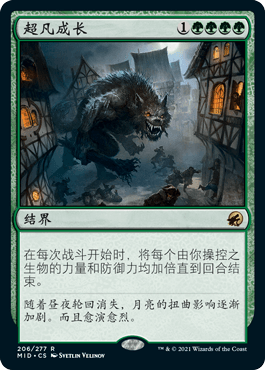 超凡成长 1
结界
在每次战斗开始时，将每个由你操控之
生物的力量和防御力均加倍直到回合结
束。
随着昼夜轮回消失，月亮的扭曲影响逐渐
加剧。而且愈演愈烈。
206/277 R
MID • CS SVETLIN VELINOV
™ & © 2021 Wizards of the Coast